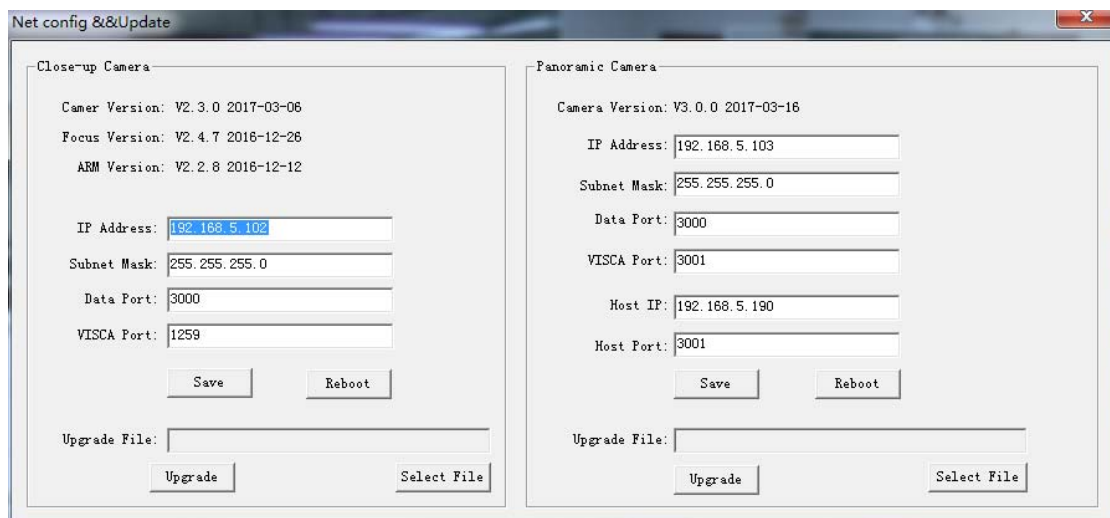 Net config &&Update
Close-up Camera
Camer Version: V2.3.0 2017-03-06
Focus Version: V2.4.7 2016-12-26
ARM Version: V2.2.8 2016-12-12
IP Address: 192.168.5.102
Subnet Mask: 255.255.255.0
Data Port: 3000
VISCA Port: 1259
Save Reboot
Upgrade File:
Upgrade Select File
Panoramic Camera
Camera Version: V3.0.0 2017-03-16
IP Address: 192.168.5.103
Subnet Mask: 255.255.255.0
Data Port: 3000
VISCA Port: 3001
Host IP: 192.168.5.190
Host Port: 3001
Save Reboot
Upgrade File:
Upgrade Select File